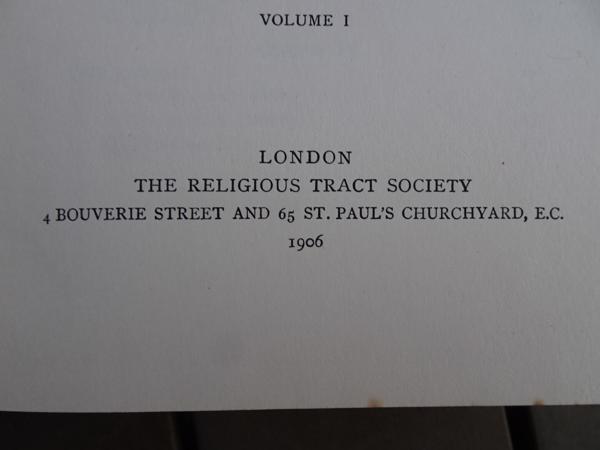 VOLUME I
LONDON
THE RELIGIOUS TRACT SOCIETY
4 BOUVERIE STREET AND 65 ST. PAUL'S CHURCHYARD, E.C.
1906